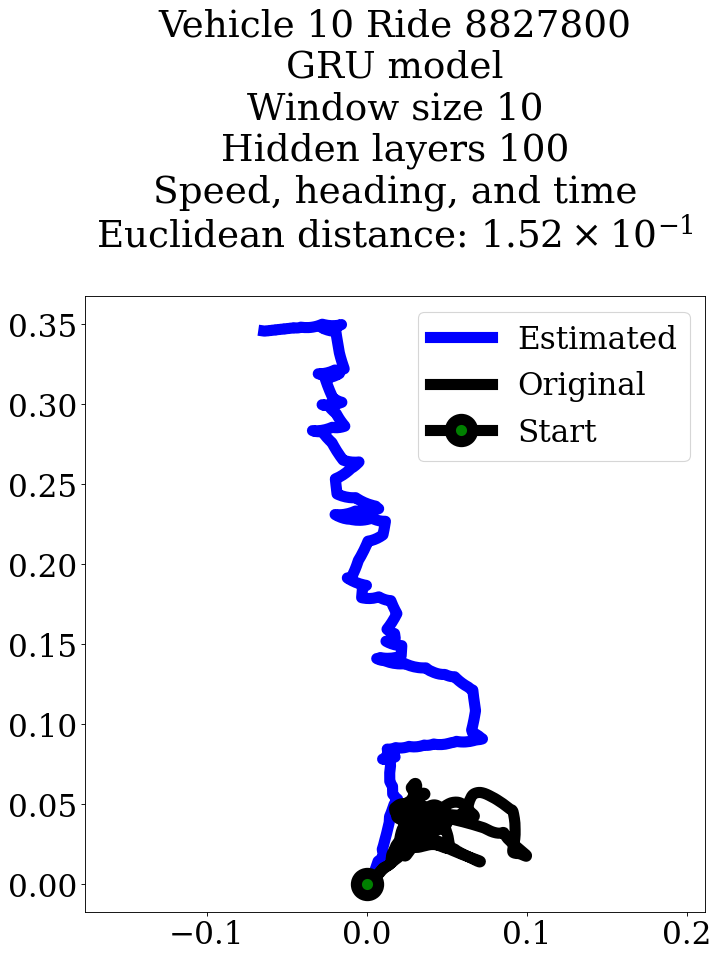 Vehicle 10 Ride 8827800
GRU model
Window size 10
Hidden layers 100
Speed, heading, and time
Euclidean distance: 1.52 × 10⁻¹
Estimated
Original
Start
0.35
0.30
0.25
0.20
0.15
0.10
0.05
0.00
−0.1
0.0
0.1
0.2